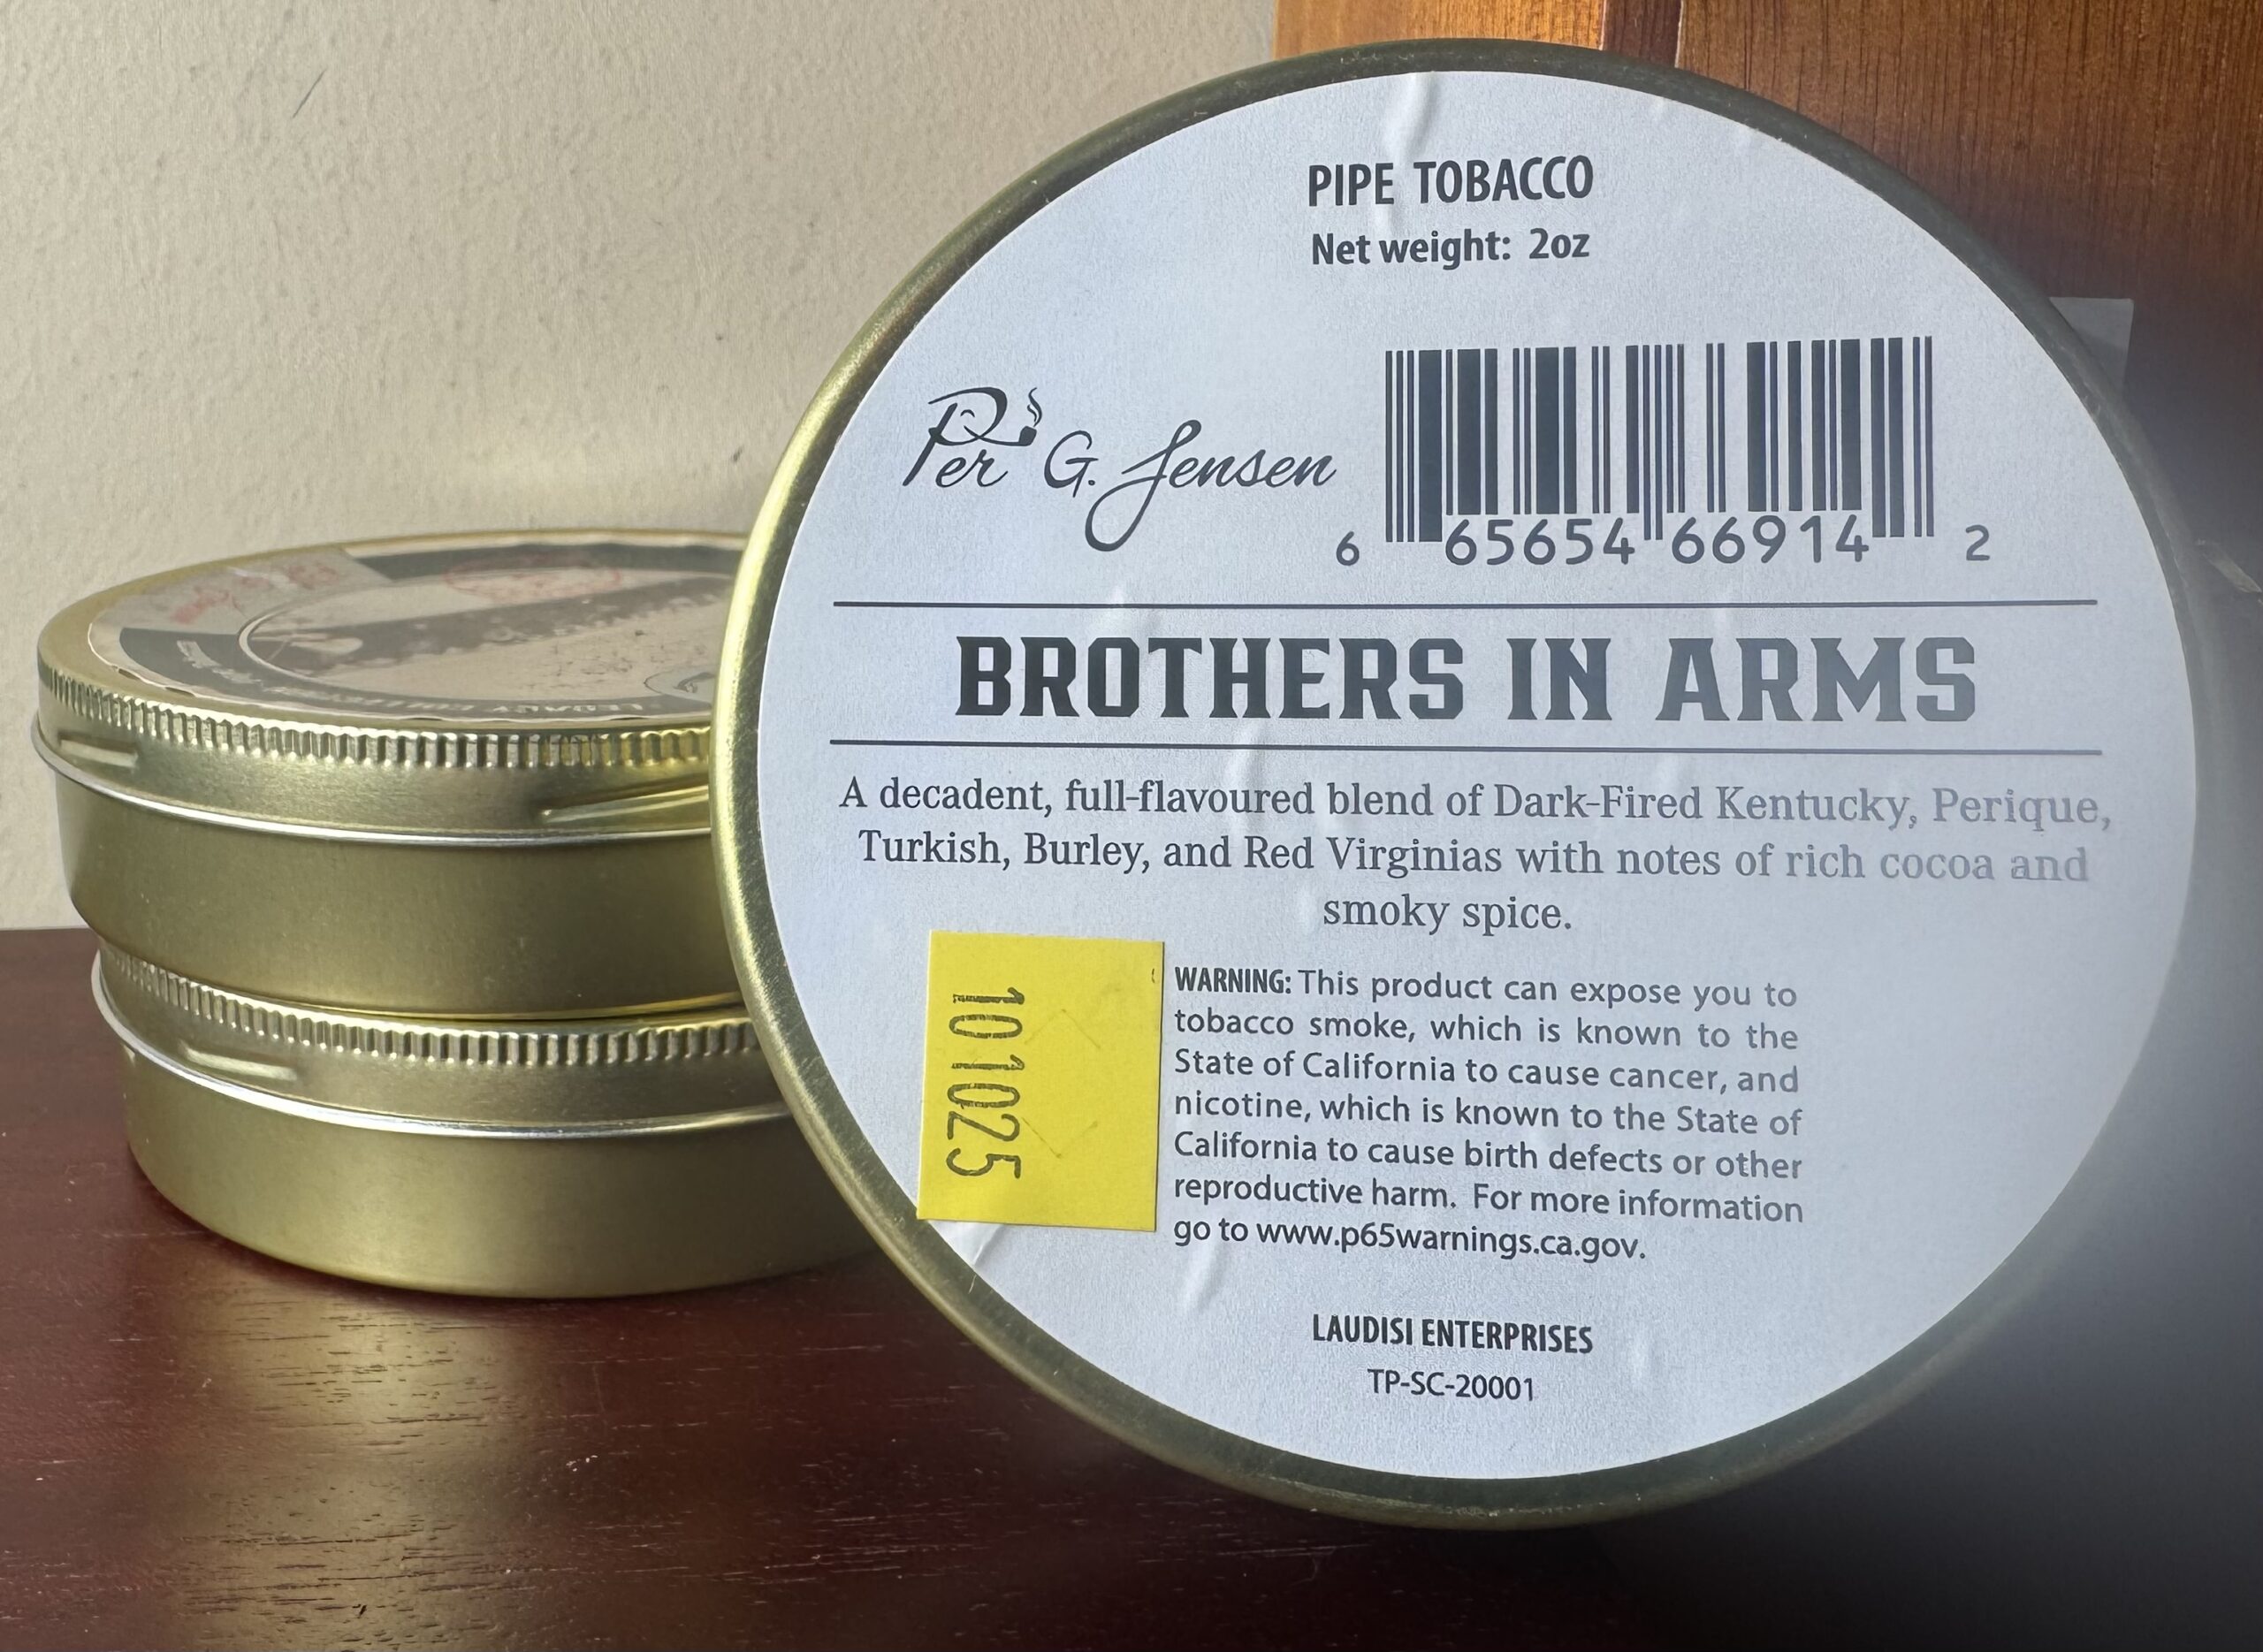 PIPE TOBACCO
Net weight: 2oz
Per G. Jensen
6 65654 66914 2
BROTHERS IN ARMS
A decadent, full-flavoured blend of Dark-Fired Kentucky, Perique,
Turkish, Burley, and Red Virginias with notes of rich cocoa and
smoky spice.
101025
WARNING: This product can expose you to
tobacco smoke, which is known to the
State of California to cause cancer, and
nicotine, which is known to the State of
California to cause birth defects or other
reproductive harm. For more information
go to www.p65warnings.ca.gov.
LAUDISI ENTERPRISES
TP-SC-20001